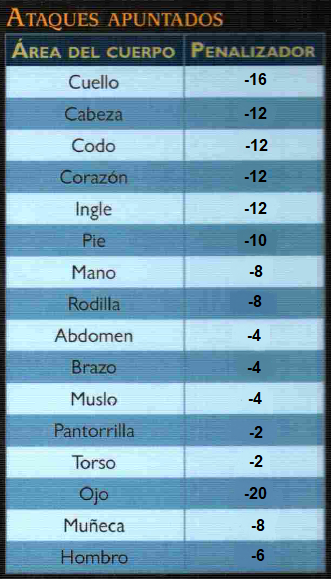 ATAQUES APUNTADOS
ÁREA DEL CUERPO PENALIZADOR
Cuello -16
Cabeza -12
Codo -12
Corazón -12
Ingle -12
Pie -10
Mano -8
Rodilla -8
Abdomen -4
Brazo -4
Muslo -4
Pantorrilla -2
Torso -2
Ojo -20
Muñeca -8
Hombro -6